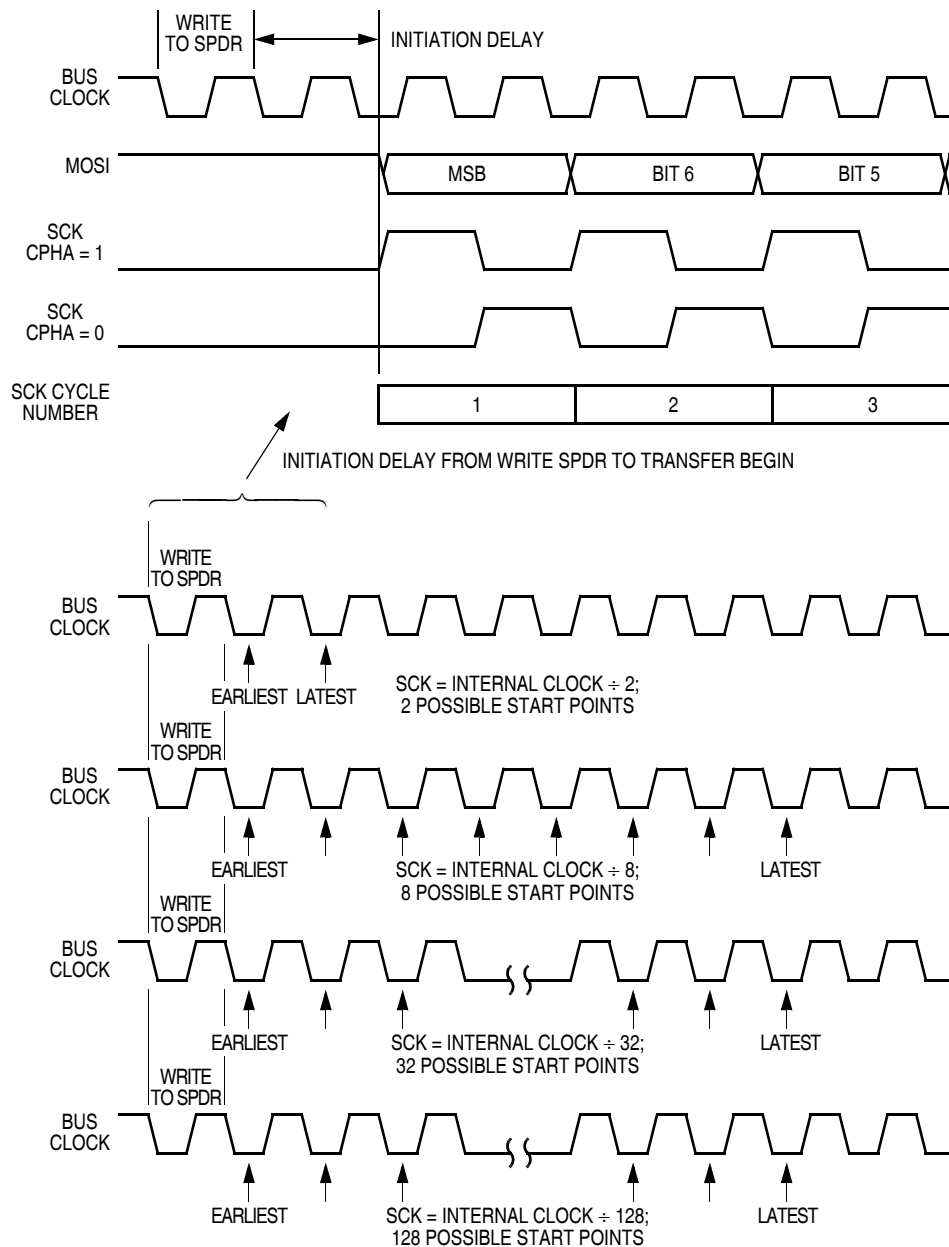 WRITE
TO SPDR
INITIATION DELAY
BUS
CLOCK
MOSI
MSB
BIT 6
BIT 5
SCK
CPHA = 1
SCK
CPHA = 0
SCK CYCLE
NUMBER
1
2
3
INITIATION DELAY FROM WRITE SPDR TO TRANSFER BEGIN
WRITE
TO SPDR
BUS
CLOCK
EARLIEST
LATEST
SCK = INTERNAL CLOCK ÷ 2;
2 POSSIBLE START POINTS
WRITE
TO SPDR
BUS
CLOCK
EARLIEST
SCK = INTERNAL CLOCK ÷ 8;
8 POSSIBLE START POINTS
LATEST
WRITE
TO SPDR
BUS
CLOCK
EARLIEST
SCK = INTERNAL CLOCK ÷ 32;
32 POSSIBLE START POINTS
LATEST
WRITE
TO SPDR
BUS
CLOCK
EARLIEST
SCK = INTERNAL CLOCK ÷ 128;
128 POSSIBLE START POINTS
LATEST